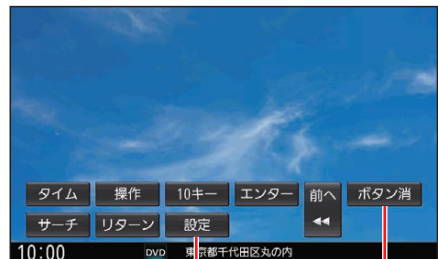 タイム 操作 10キー エンター 前へ ボタン消
サーチ リターン 設定 ◀◀
10:00 DVD 東京都千代田区丸の内